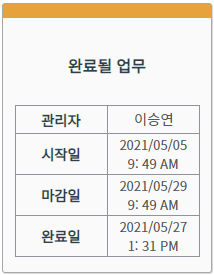 완료될 업무
관리자 이승연
시작일 2021/05/05
9: 49 AM
마감일 2021/05/29
9: 49 AM
완료일 2021/05/27
1: 31 PM